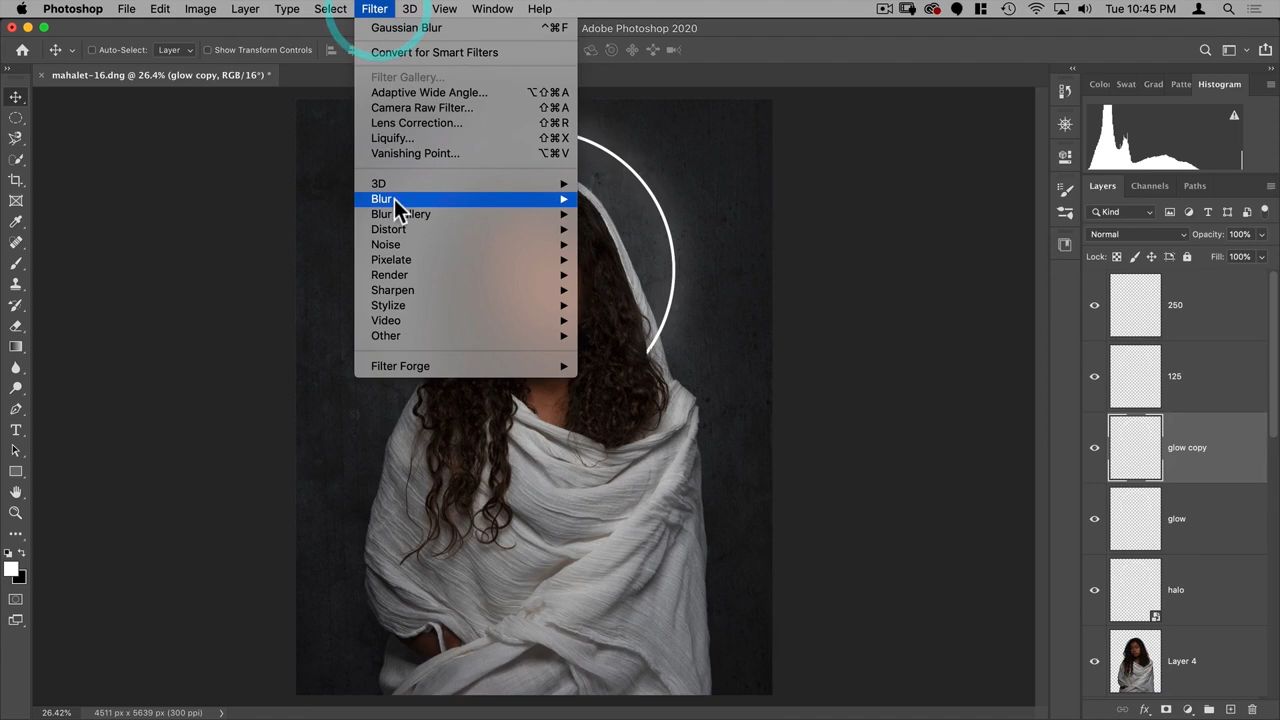 Photoshop File Edit Image Layer Type Select Filter 3D View Window Help Tue 10:45 PM
Auto-Select: Layer Show Transform Controls Adobe Photoshop 2020
mahalet-16.dng @ 26.4% (glow copy, RGB/16*) *
Gaussian Blur ^⌘F
Convert for Smart Filters
Filter Gallery...
Adaptive Wide Angle... ⌥⇧⌘A
Camera Raw Filter... ⇧⌘A
Lens Correction... ⇧⌘R
Liquify... ⇧⌘X
Vanishing Point... ⌥⌘V
3D
Blur
Blur Gallery
Distort
Noise
Pixelate
Render
Sharpen
Stylize
Video
Other
Filter Forge
Colo Swat Grad Patte Histogram
Layers Channels Paths
Kind
Normal Opacity: 100%
Lock: Fill: 100%
250
125
glow copy
glow
halo
Layer 4
26.42% 4511 px x 5639 px (300 ppi)